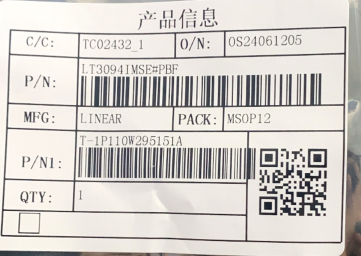 产品信息
C/C: TC02432_1 O/N: OS24061205
P/N: LT3094IMSE#PBF
MFG: LINEAR PACK: MSOP12
P/N1: T-1P110W295151A
QTY: 1